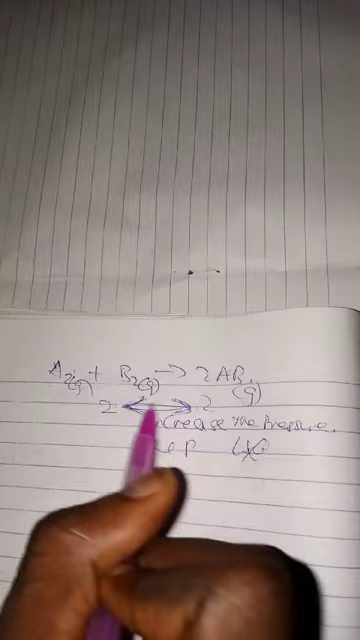 A₂(g) + B₂(g) → 2AB(g)
2 ↔ 2
increase the Pressure.
P